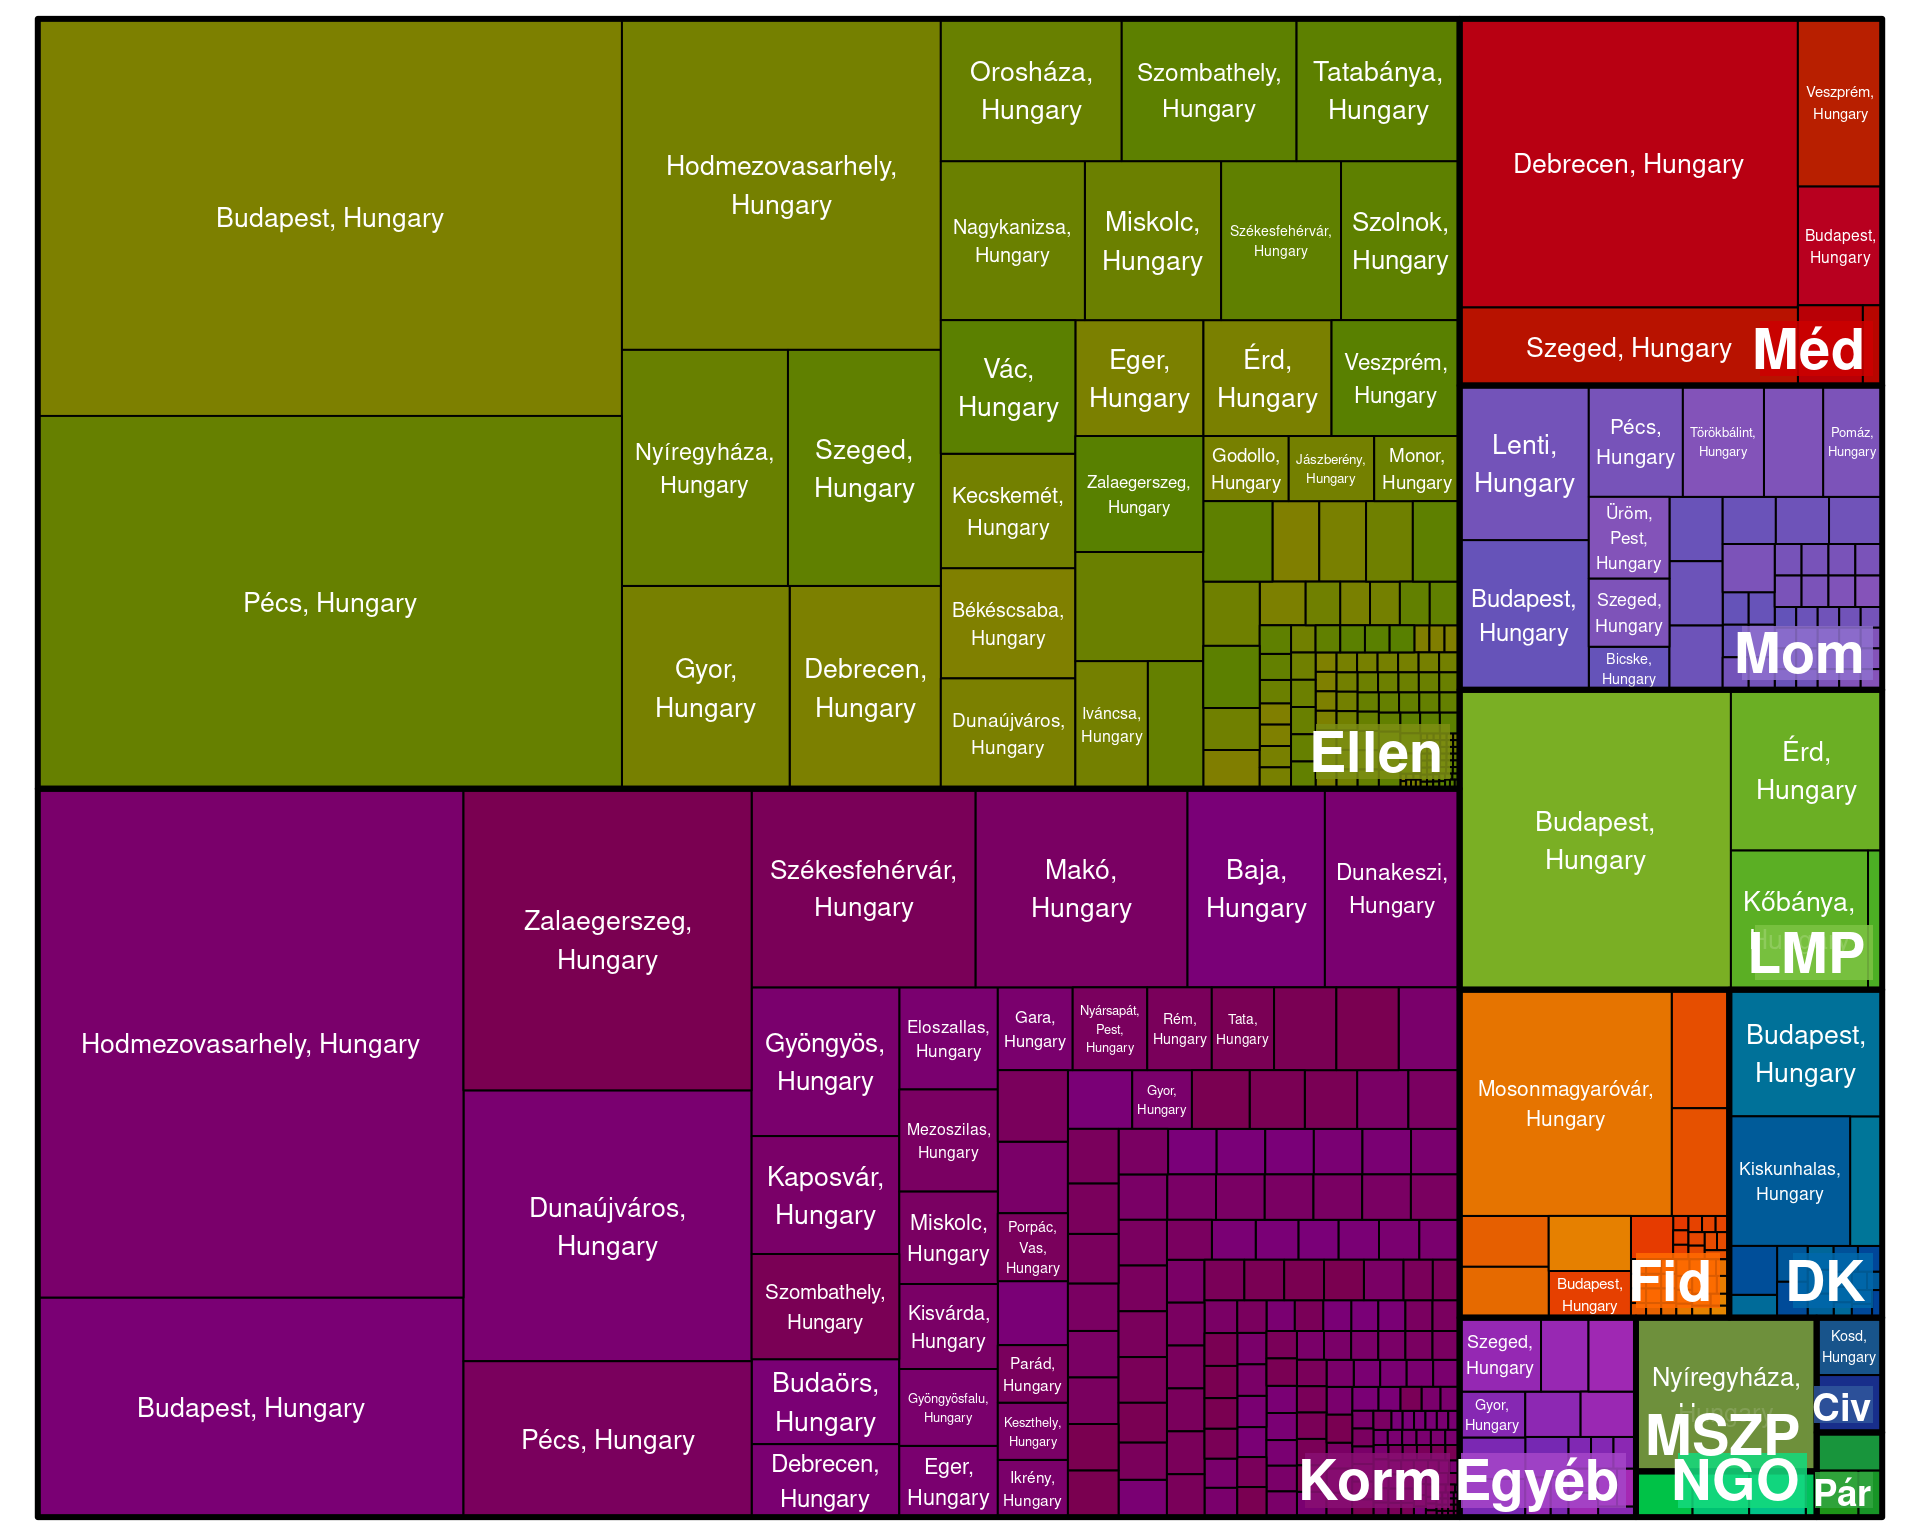 Budapest, Hungary
Pécs, Hungary
Hodmezovasarhely,
Hungary
Nyíregyháza,
Hungary
Szeged,
Hungary
Gyor,
Hungary
Debrecen,
Hungary
Orosháza,
Hungary
Szombathely,
Hungary
Tatabánya,
Hungary
Nagykanizsa,
Hungary
Miskolc,
Hungary
Székesfehérvár,
Hungary
Szolnok,
Hungary
Vác,
Hungary
Eger,
Hungary
Érd,
Hungary
Veszprém,
Hungary
Kecskemét,
Hungary
Zalaegerszeg,
Hungary
Godollo,
Hungary
Jászberény,
Hungary
Monor,
Hungary
Békéscsaba,
Hungary
Dunaújváros,
Hungary
Iváncsa,
Hungary
Ellen
Hodmezovasarhely, Hungary
Budapest, Hungary
Zalaegerszeg,
Hungary
Dunaújváros,
Hungary
Pécs, Hungary
Székesfehérvár,
Hungary
Makó,
Hungary
Baja,
Hungary
Dunakeszi,
Hungary
Gyöngyös,
Hungary
Kaposvár,
Hungary
Szombathely,
Hungary
Budaörs,
Hungary
Debrecen,
Hungary
Eloszallas,
Hungary
Mezoszilas,
Hungary
Miskolc,
Hungary
Kisvárda,
Hungary
Gyöngyösfalu,
Hungary
Eger,
Hungary
Gara,
Hungary
Nyársapát,
Pest,
Hungary
Rém,
Hungary
Tata,
Hungary
Gyor,
Hungary
Porpác,
Vas,
Hungary
Parád,
Hungary
Keszthely,
Hungary
Ikrény,
Hungary
Korm
Debrecen, Hungary
Veszprém,
Hungary
Budapest,
Hungary
Szeged, Hungary
Méd
Lenti,
Hungary
Budapest,
Hungary
Pécs,
Hungary
Törökbálint,
Hungary
Pomáz,
Hungary
Üröm,
Pest,
Hungary
Szeged,
Hungary
Bicske,
Hungary
Mom
Budapest,
Hungary
Érd,
Hungary
Kőbánya,
Hungary
LMP
Mosonmagyaróvár,
Hungary
Budapest,
Hungary
Fid
Budapest,
Hungary
Kiskunhalas,
Hungary
DK
Szeged,
Hungary
Gyor,
Hungary
Egyéb
Nyíregyháza,
Hungary
MSZP
NGO
Kosd,
Hungary
Civ
Pár